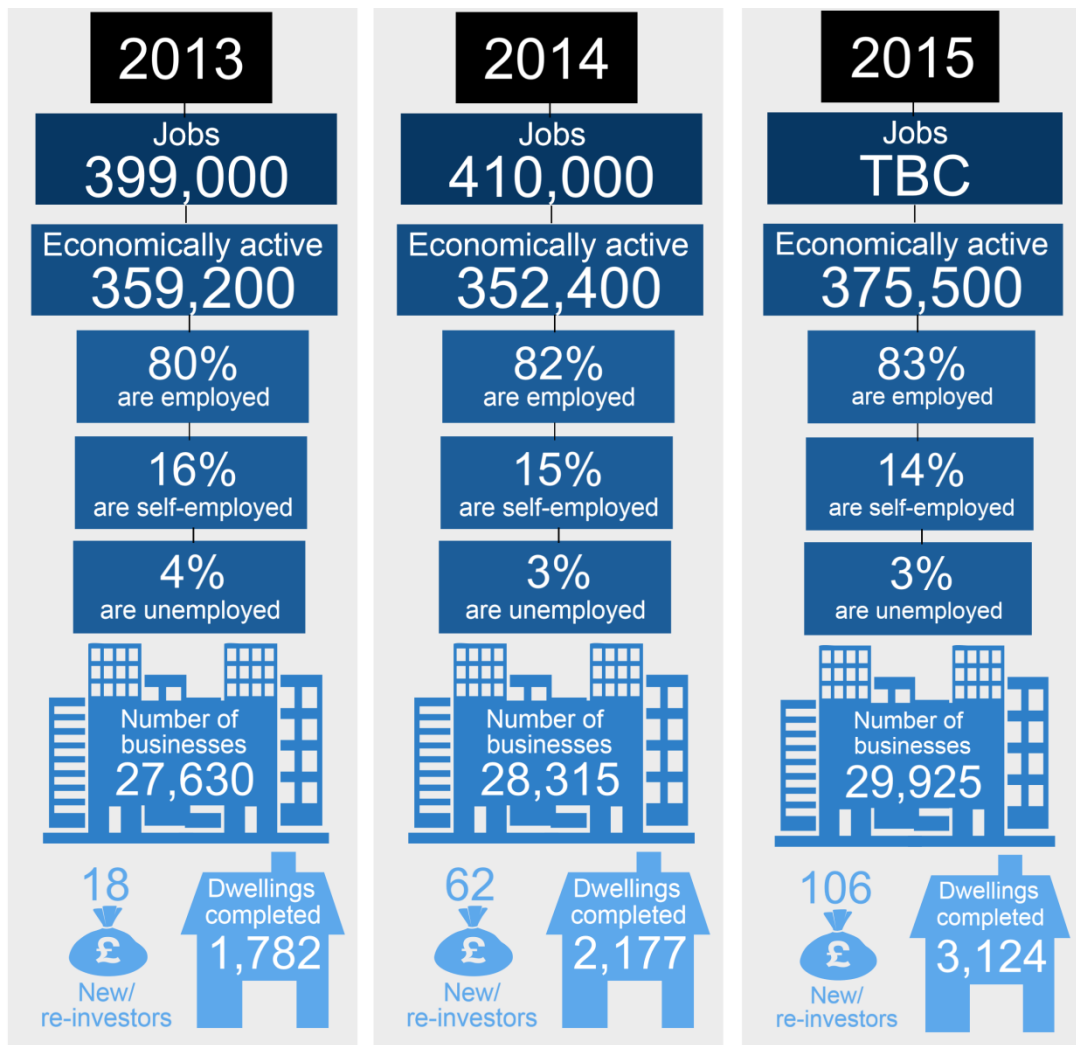 2013
Jobs
399,000
Economically active
359,200
80%
are employed
16%
are self-employed
4%
are unemployed
Number of
businesses
27,630
18
£
New/
re-investors
Dwellings
completed
1,782
2014
Jobs
410,000
Economically active
352,400
82%
are employed
15%
are self-employed
3%
are unemployed
Number of
businesses
28,315
62
£
New/
re-investors
Dwellings
completed
2,177
2015
Jobs
TBC
Economically active
375,500
83%
are employed
14%
are self-employed
3%
are unemployed
Number of
businesses
29,925
106
£
New/
re-investors
Dwellings
completed
3,124